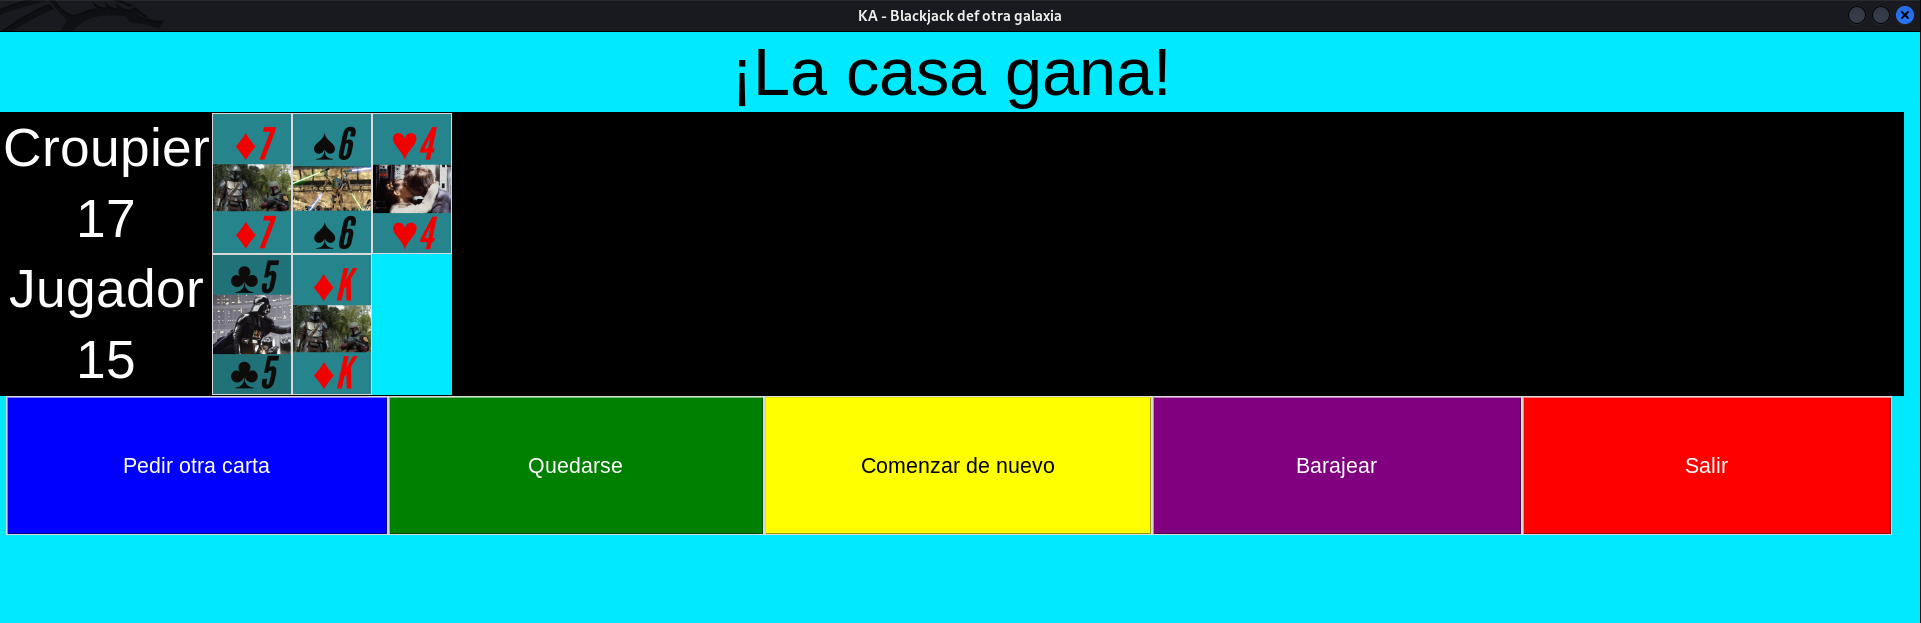 KA - Blackjack def otra galaxia
¡La casa gana!
Croupier
17
♦7 ♠6 ♥4
♦7 ♠6 ♥4
Jugador
15
♣5 ♦K
♣5 ♦K
Pedir otra carta
Quedarse
Comenzar de nuevo
Barajear
Salir